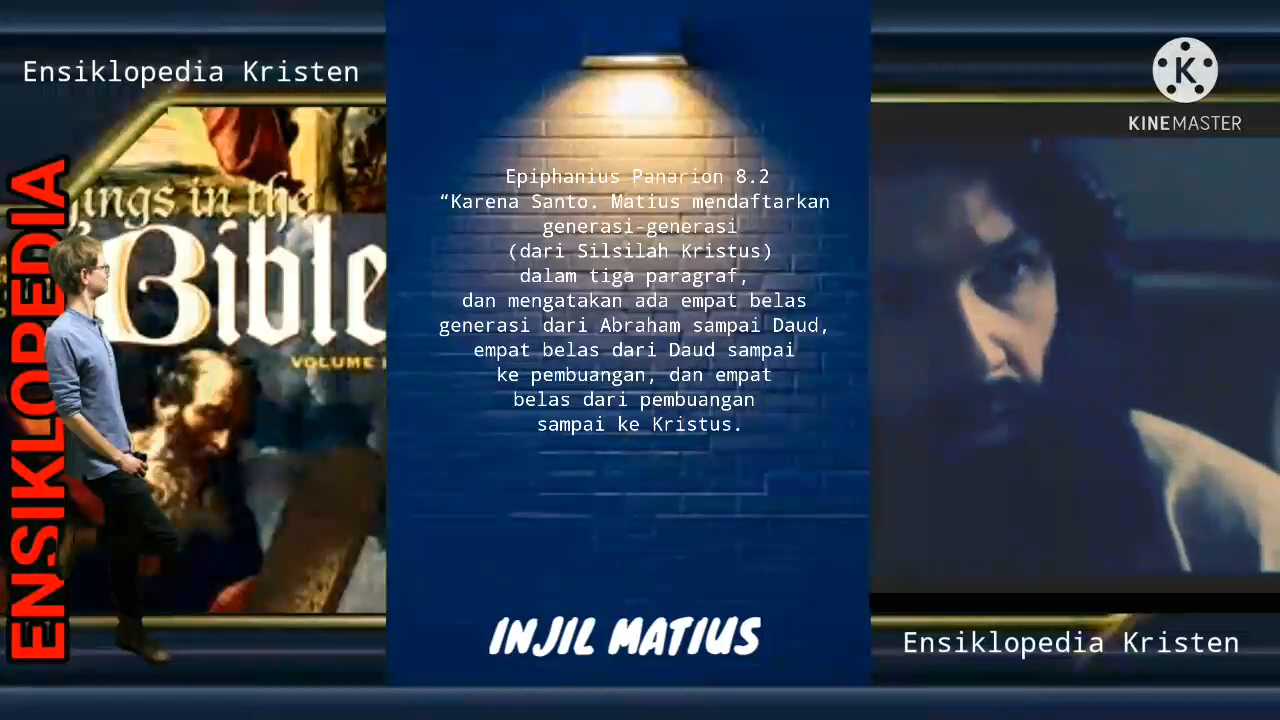 Ensiklopedia Kristen
KINEMASTER
ENSIKLOPEDIA
in the
Bible
VOLUME
Epiphanius Panarion 8.2
“Karena Santo. Matius mendaftarkan
generasi-generasi
(dari Silsilah Kristus)
dalam tiga paragraf,
dan mengatakan ada empat belas
generasi dari Abraham sampai Daud,
empat belas dari Daud sampai
ke pembuangan, dan empat
belas dari pembuangan
sampai ke Kristus.
INJIL MATIUS
Ensiklopedia Kristen